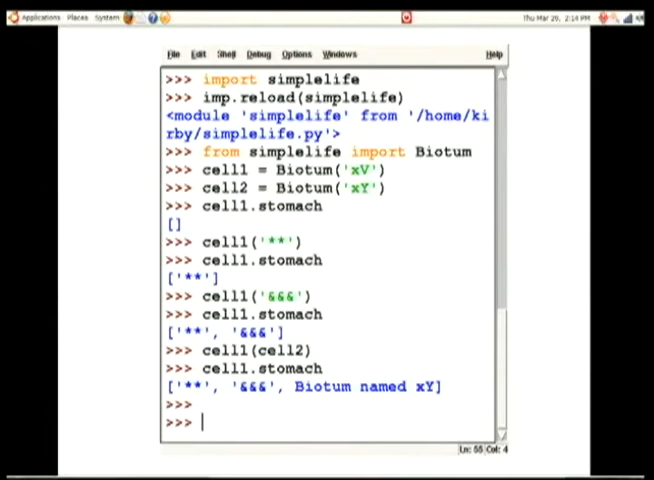 Applications Places System
Thu Mar 26, 2:14 PM
File Edit Shell Debug Options Windows Help
>>> import simplelife
>>> imp.reload(simplelife)
<module 'simplelife' from '/home/ki
rby/simplelife.py'>
>>> from simplelife import Biotum
>>> cell1 = Biotum('xV')
>>> cell2 = Biotum('xY')
>>> cell1.stomach
[]
>>> cell1('**')
>>> cell1.stomach
['**']
>>> cell1('&&&')
>>> cell1.stomach
['**', '&&&']
>>> cell1(cell2)
>>> cell1.stomach
['**', '&&&', Biotum named xY]
>>>
>>>
Ln: 55 Col: 4